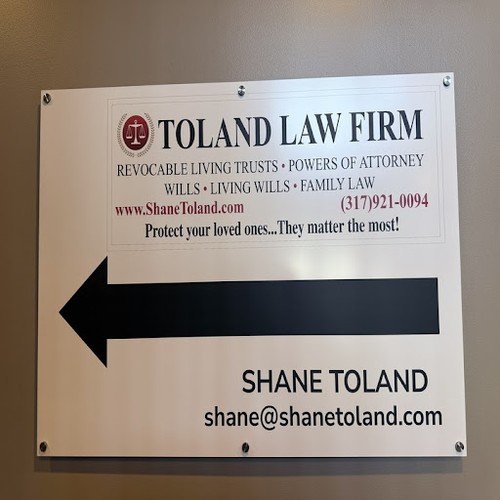 TOLAND LAW FIRM
REVOCABLE LIVING TRUSTS • POWERS OF ATTORNEY
WILLS • LIVING WILLS • FAMILY LAW
www.ShaneToland.com (317)921-0094
Protect your loved ones...They matter the most!
SHANE TOLAND
shane@shanetoland.com